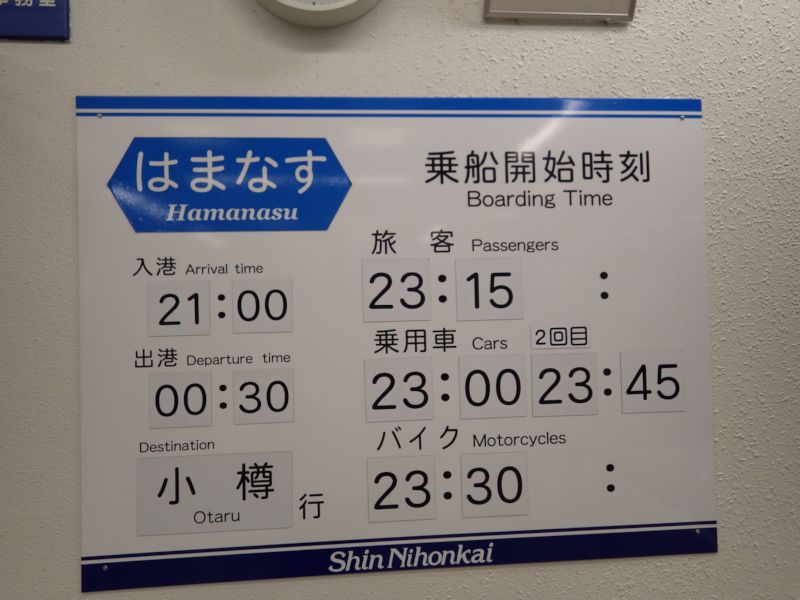 はまなす
Hamanasu
入港 Arrival time
21:00
出港 Departure time
00:30
Destination
小樽
Otaru
行
乗船開始時刻
Boarding Time
旅客 Passengers
23:15 :
乗用車 Cars 2回目
23:00 23:45
バイク Motorcycles
23:30 :
Shin Nihonkai